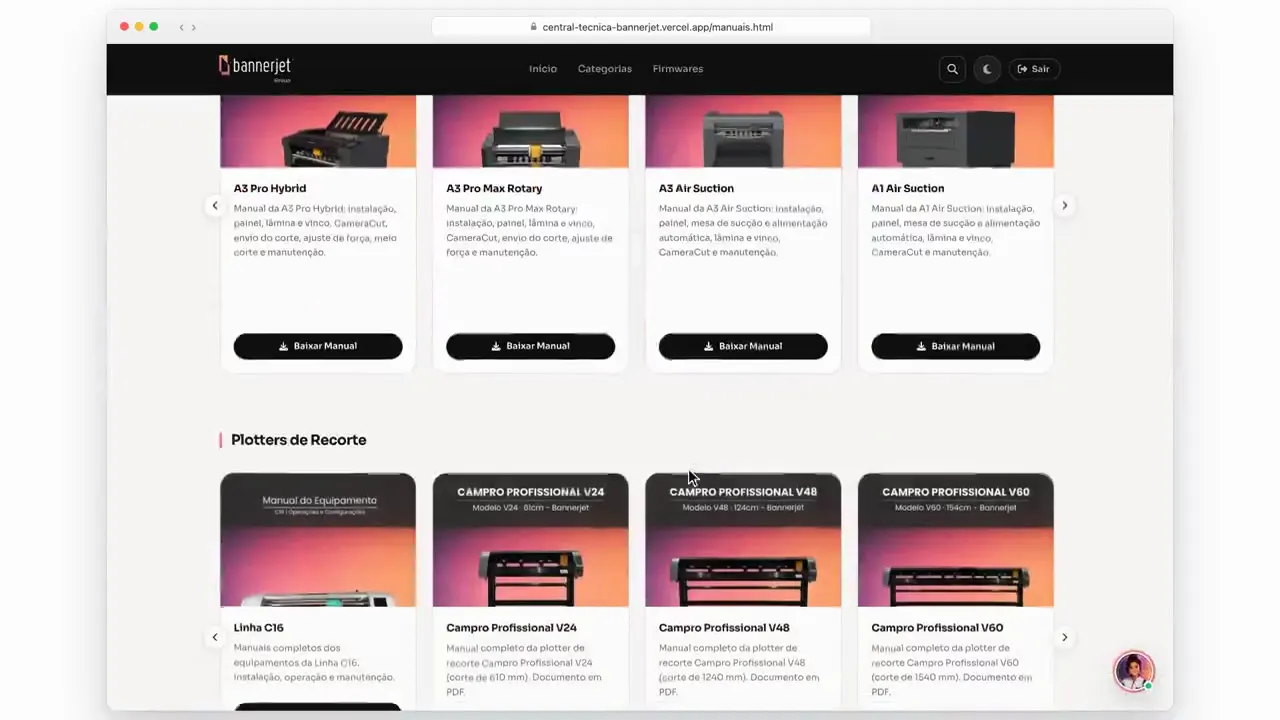 central-tecnica-bannerjet.vercel.app/manuais.html
bannerjet
Group
Início
Categorias
Firmwares
Sair
A3 Pro Hybrid
Manual da A3 Pro Hybrid: instalação,
painel, lâmina e vinco, CameraCut,
envio do corte, ajuste de força, meio
corte e manutenção.
Baixar Manual
A3 Pro Max Rotary
Manual da A3 Pro Max Rotary:
instalação, painel, lâmina e vinco,
CameraCut, envio do corte, ajuste de
força e manutenção.
Baixar Manual
A3 Air Suction
Manual da A3 Air Suction: instalação,
painel, mesa de sucção e alimentação
automática, lâmina e vinco,
CameraCut e manutenção.
Baixar Manual
A1 Air Suction
Manual da A1 Air Suction: instalação,
painel, mesa de sucção e alimentação
automática, lâmina e vinco,
CameraCut e manutenção.
Baixar Manual
Plotters de Recorte
Manual do Equipamento
C16 | Operações e Configurações
Linha C16
Manuais completos dos
equipamentos da Linha C16.
Instalação, operação e manutenção.
CAMPRO PROFISSIONAL V24
Modelo V24 · 61cm - Bannerjet
Campro Profissional V24
Manual completo da plotter de
recorte Campro Profissional V24
(corte de 610 mm). Documento em
PDF.
CAMPRO PROFISSIONAL V48
Modelo V48 · 124cm - Bannerjet
Campro Profissional V48
Manual completo da plotter de
recorte Campro Profissional V48
(corte de 1240 mm). Documento em
PDF.
CAMPRO PROFISSIONAL V60
Modelo V60 · 154cm - Bannerjet
Campro Profissional V60
Manual completo da plotter de
recorte Campro Profissional V60
(corte de 1540 mm). Documento em
PDF.